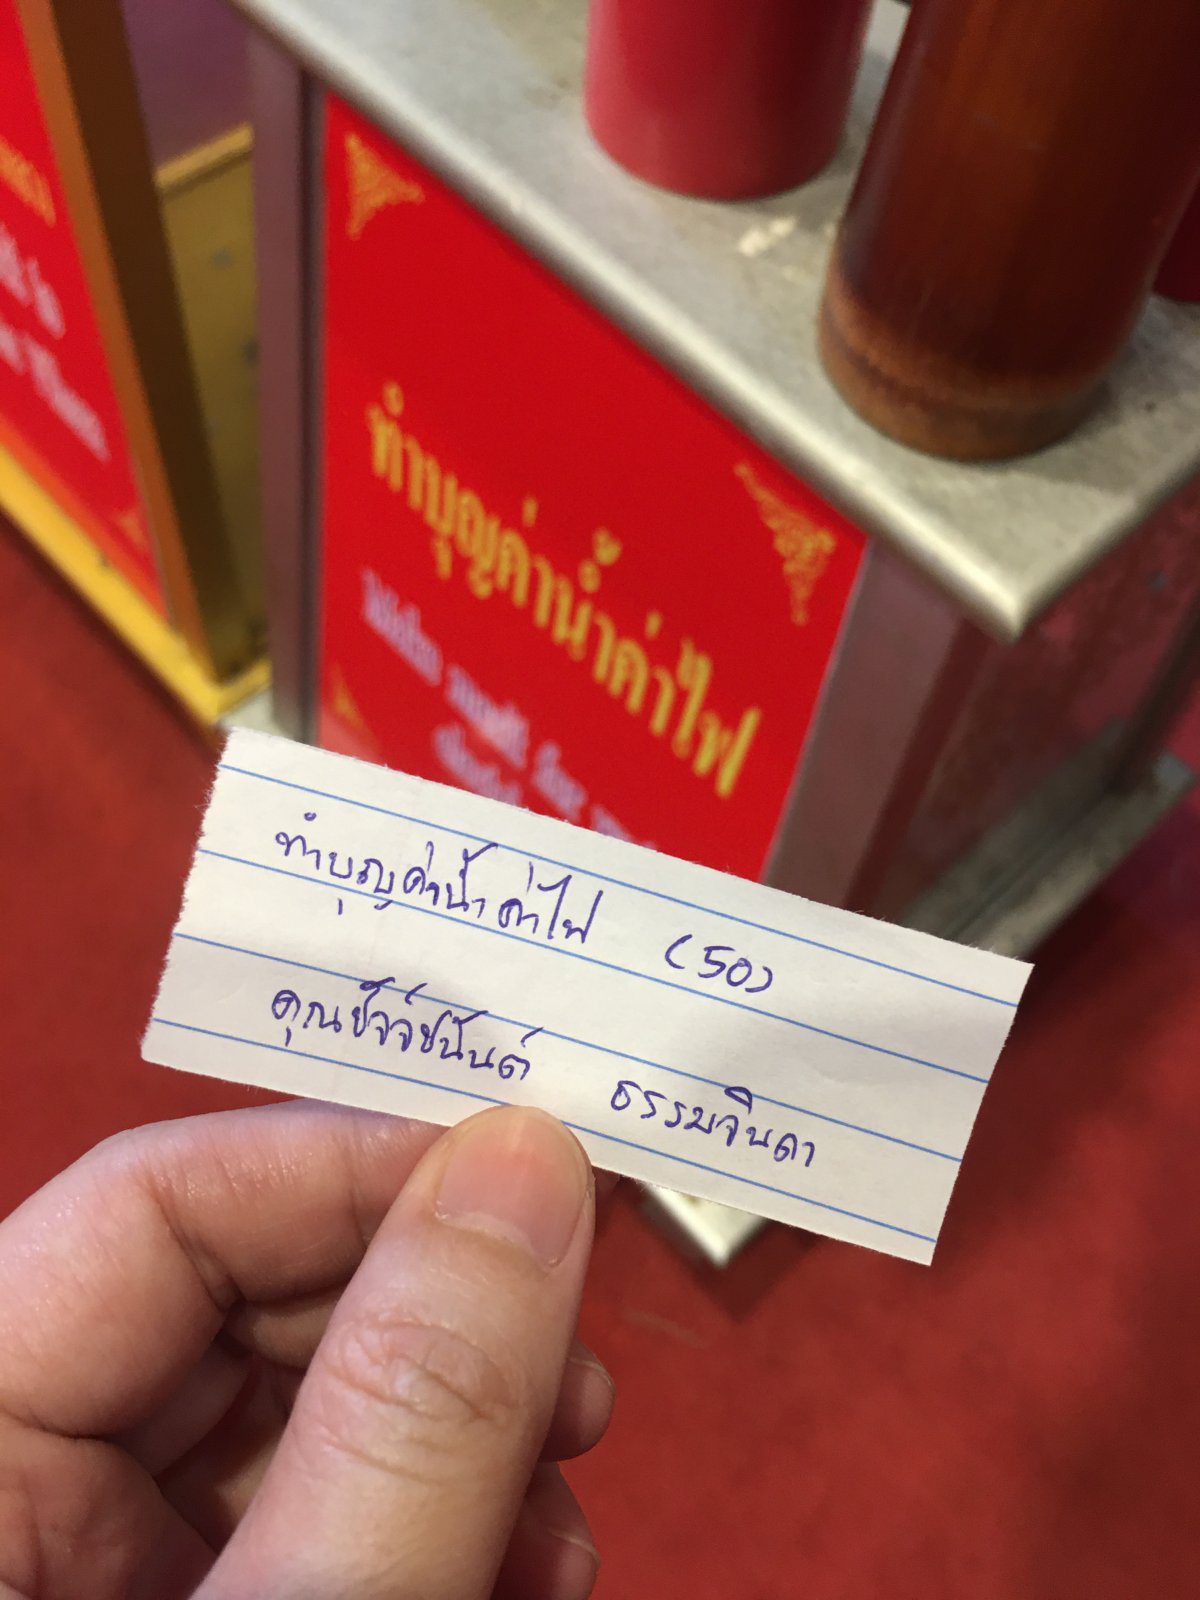 ทำบุญค่าน้ำค่าไฟ
ทำบุญค่าน้ำค่าไฟ (50)
คุณปัจจ์ชนันต์ ธรรมจินดา